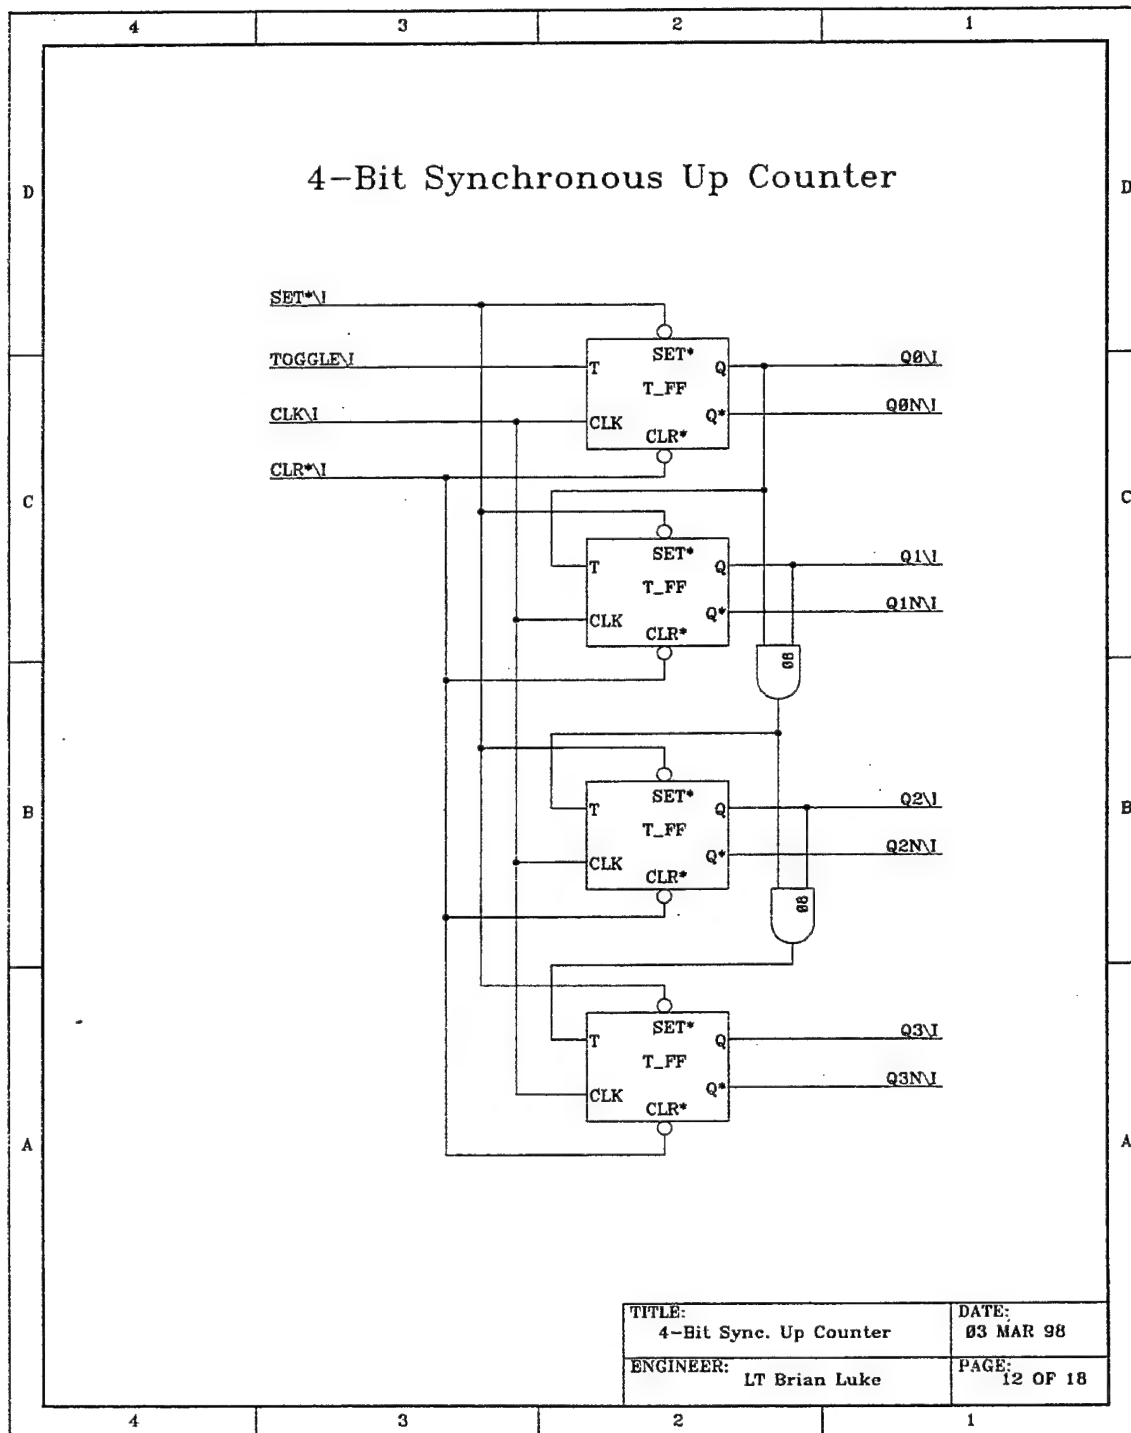 4 3 2 1
D D
4-Bit Synchronous Up Counter
SET*\I
TOGGLE\I
CLK\I
CLR*\I
SET*
T Q
T_FF
CLK Q*
CLR*
Q0\I
Q0N\I
C C
SET*
T Q
T_FF
CLK Q*
CLR*
Q1\I
Q1N\I
08
B B
SET*
T Q
T_FF
CLK Q*
CLR*
Q2\I
Q2N\I
08
SET*
T Q
T_FF
CLK Q*
CLR*
Q3\I
Q3N\I
A A
TITLE:
4-Bit Sync. Up Counter
DATE:
03 MAR 98
ENGINEER:
LT Brian Luke
PAGE:
12 OF 18
4 3 2 1